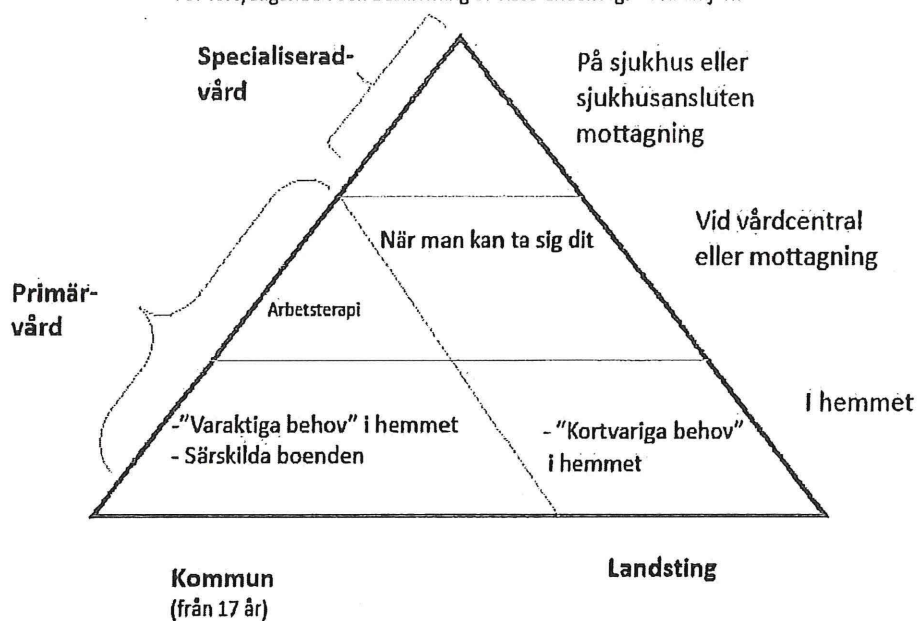 Specialiserad-
vård
På sjukhus eller
sjukhusansluten
mottagning
När man kan ta sig dit
Vid vårdcentral
eller mottagning
Primär-
vård
Arbetsterapi
I hemmet
-"Varaktiga behov" i hemmet
- Särskilda boenden
- "Kortvariga behov"
i hemmet
Kommun
(från 17 år)
Landsting